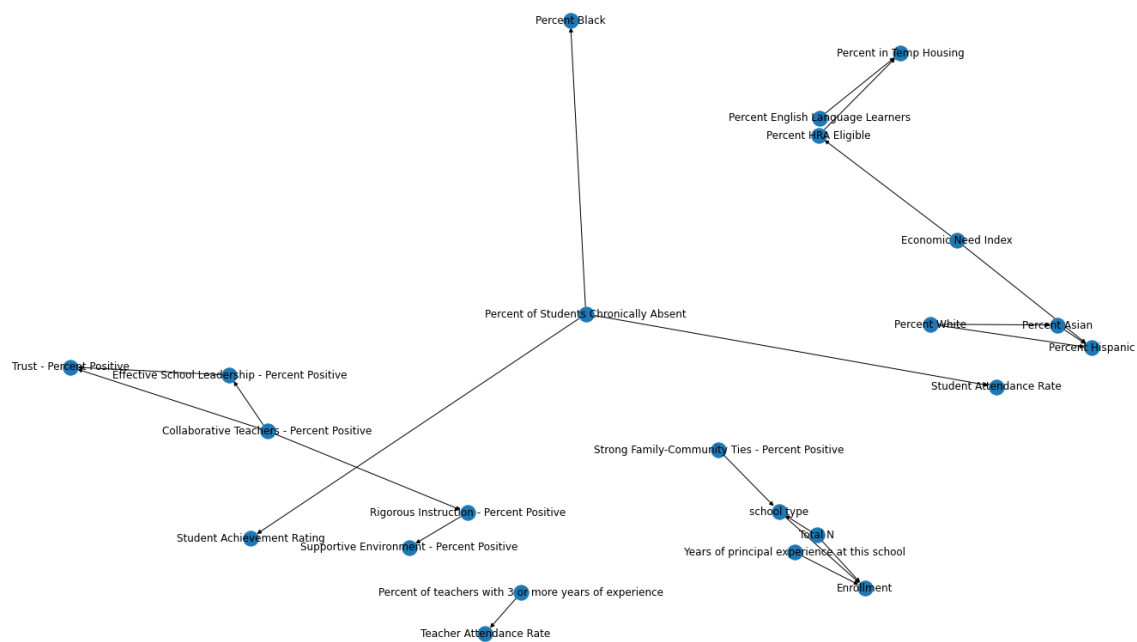 Percent Black
Percent in Temp Housing
Percent English Language Learners
Percent HRA Eligible
Economic Need Index
Percent of Students Chronically Absent
Percent White
Percent Asian
Percent Hispanic
Trust - Percent Positive
Effective School Leadership - Percent Positive
Student Attendance Rate
Collaborative Teachers - Percent Positive
Strong Family-Community Ties - Percent Positive
Rigorous Instruction - Percent Positive
school type
Student Achievement Rating
Total N
Supportive Environment - Percent Positive
Years of principal experience at this school
Enrollment
Percent of teachers with 3 or more years of experience
Teacher Attendance Rate